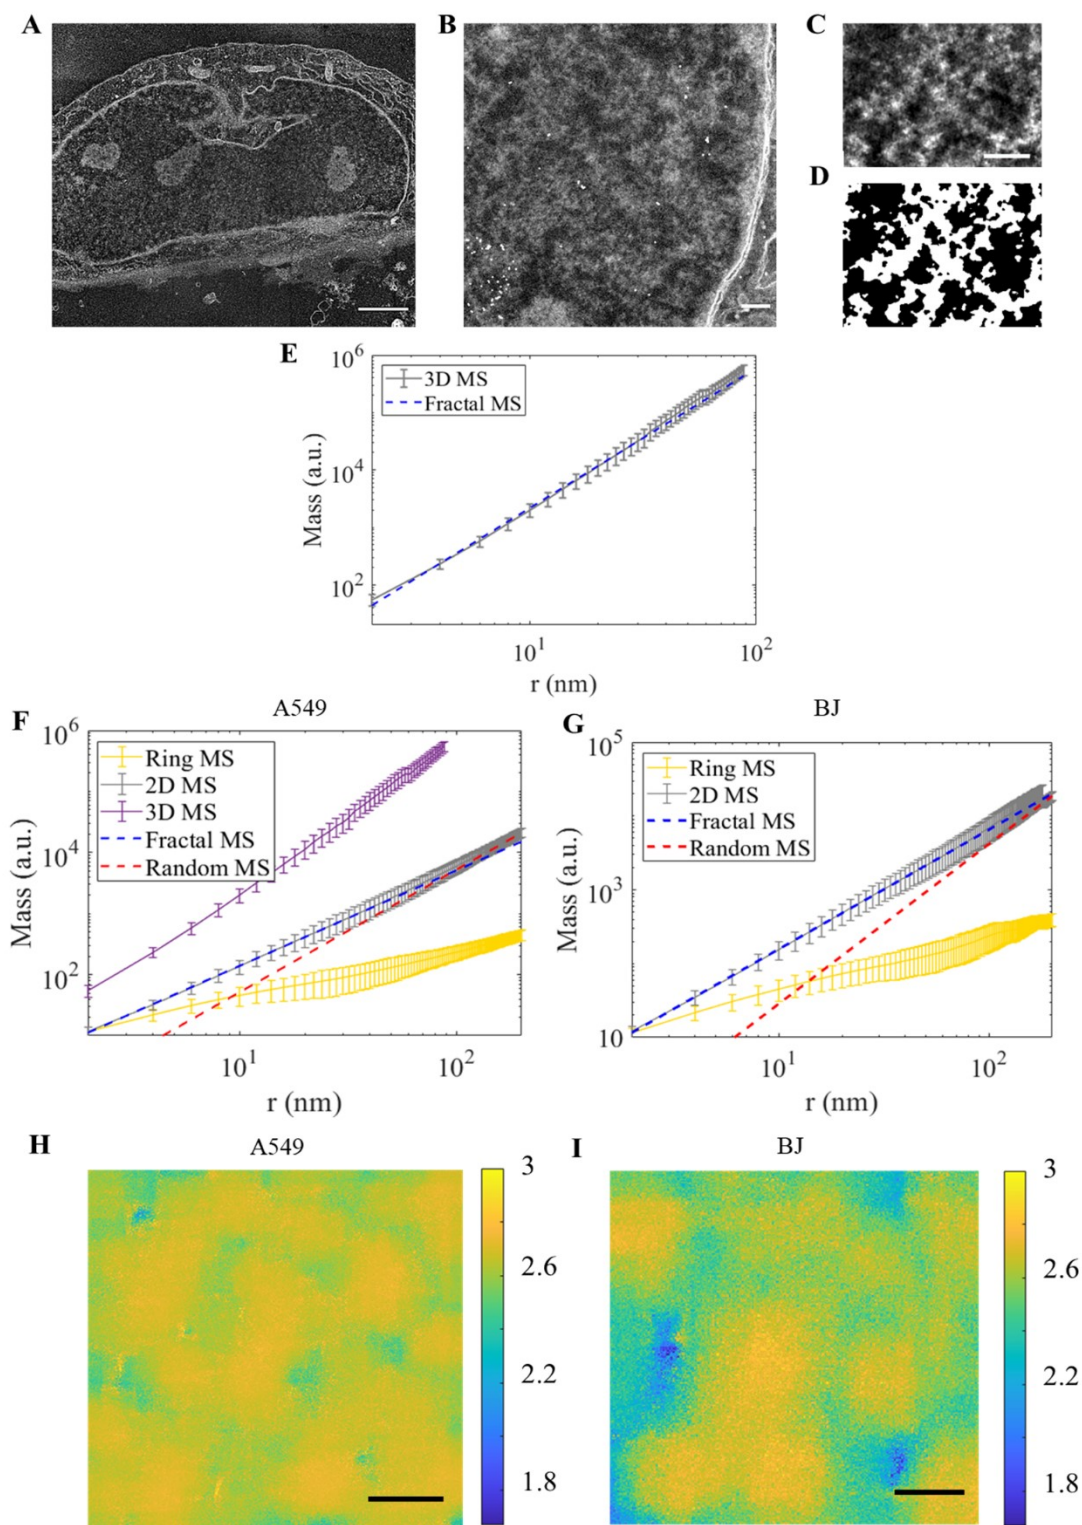 A
B
C
D
E
10^6
10^4
10^2
Mass (a.u.)
3D MS
Fractal MS
10^1
10^2
r (nm)
F
A549
10^6
10^4
10^2
Mass (a.u.)
Ring MS
2D MS
3D MS
Fractal MS
Random MS
10^1
10^2
r (nm)
G
BJ
10^5
10^3
10
Mass (a.u.)
Ring MS
2D MS
Fractal MS
Random MS
10^1
10^2
r (nm)
H
A549
3
2.6
2.2
1.8
I
BJ
3
2.6
2.2
1.8